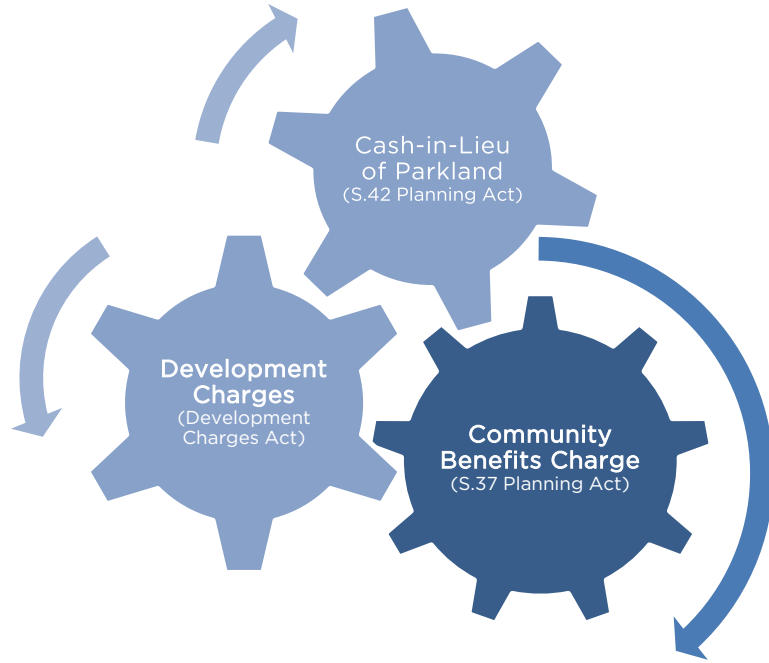 Cash-in-Lieu
of Parkland
(S.42 Planning Act)
Development
Charges
(Development
Charges Act)
Community
Benefits Charge
(S.37 Planning Act)